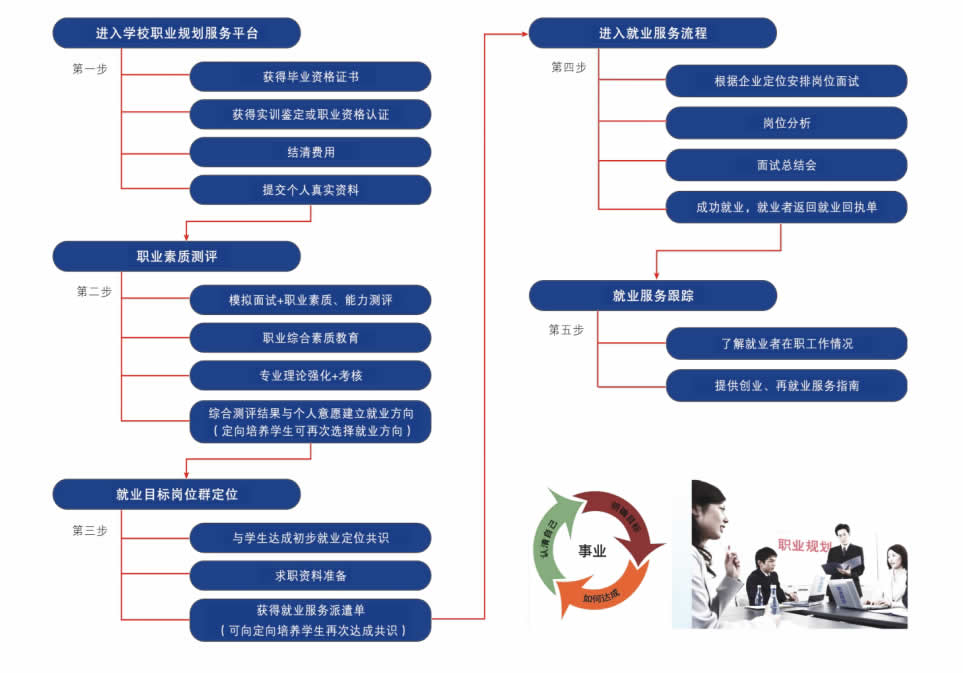 进入学校职业规划服务平台
第一步
获得毕业资格证书
获得实训鉴定或职业资格认证
结清费用
提交个人真实资料
职业素质测评
第二步
模拟面试+职业素质、能力测评
职业综合素质教育
专业理论强化+考核
综合测评结果与个人意愿建立就业方向
（定向培养学生可再次选择就业方向）
就业目标岗位群定位
第三步
与学生达成初步就业定位共识
求职资料准备
获得就业服务派遣单
（可向定向培养学生再次达成共识）
进入就业服务流程
第四步
根据企业定位安排岗位面试
岗位分析
面试总结会
成功就业，就业者返回就业回执单
就业服务跟踪
第五步
了解就业者在职工作情况
提供创业、再就业服务指南
认清自己
明确目标
事业
如何达成
职业规划